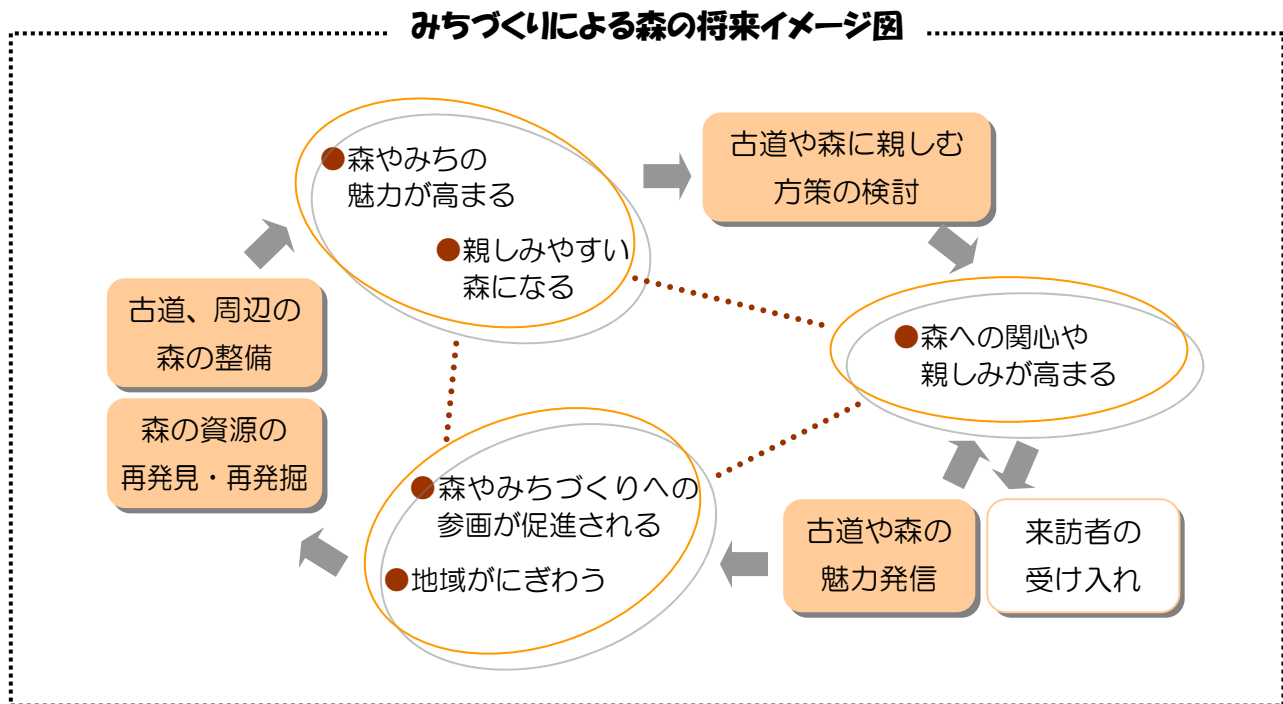 みちづくりによる森の将来イメージ図
●森やみちの
魅力が高まる
●親しみやすい
森になる
古道や森に親しむ
方策の検討
●森への関心や
親しみが高まる
古道、周辺の
森の整備
森の資源の
再発見・再発掘
●森やみちづくりへの
参画が促進される
●地域がにぎわう
古道や森の
魅力発信
来訪者の
受け入れ